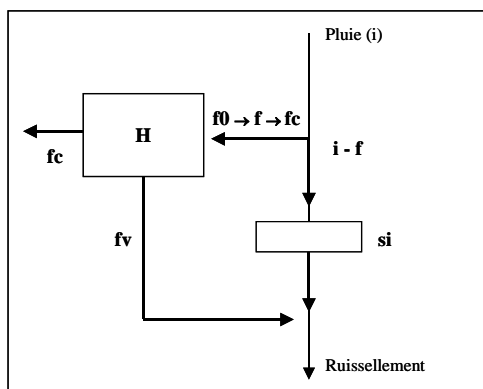 Pluie (i)
f0 → f → fc
H
fc
i - f
fv
si
Ruissellement